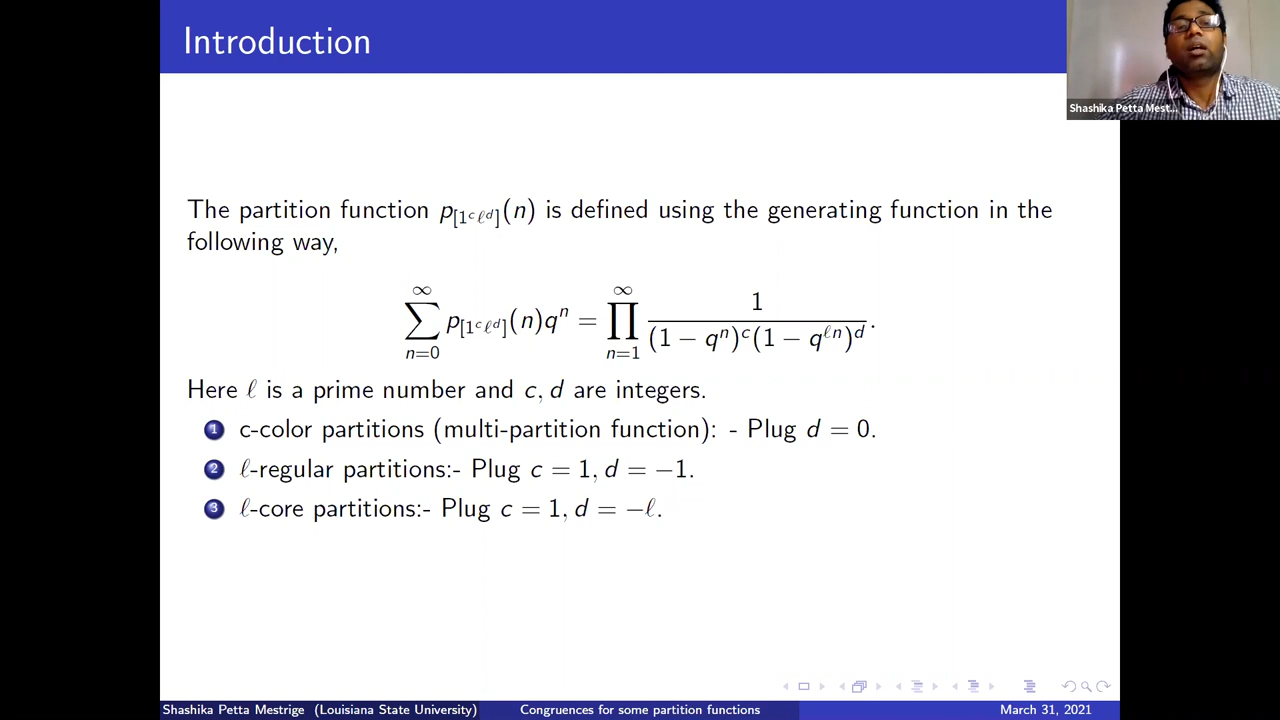 Introduction
Shashika Petta Mest...
The partition function p_{[1^c ℓ^d]}(n) is defined using the generating function in the
following way,
\sum_{n=0}^{∞} p_{[1^c ℓ^d]}(n)q^n = \prod_{n=1}^{∞} \frac{1}{(1 − q^n)^c(1 − q^{ℓn})^d}.
Here ℓ is a prime number and c, d are integers.
1 c-color partitions (multi-partition function): - Plug d = 0.
2 ℓ-regular partitions:- Plug c = 1, d = −1.
3 ℓ-core partitions:- Plug c = 1, d = −ℓ.
Shashika Petta Mestrige (Louisiana State University) Congruences for some partition functions March 31, 2021